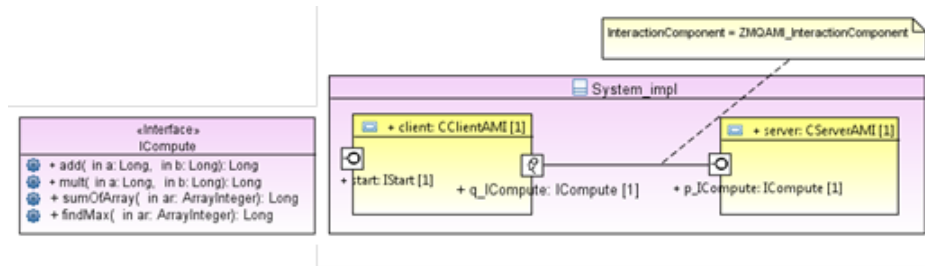 InteractionComponent = ZMQAMI_InteractionComponent
System_impl
«Interface»
ICompute
+ add( in a: Long, in b: Long): Long
+ mult( in a: Long, in b: Long): Long
+ sumOfArray( in ar: ArrayInteger): Long
+ findMax( in ar: ArrayInteger): Long
+ client: CClientAMI [1]
+ start: IStart [1]
+ q_ICompute: ICompute [1]
+ server: CServerAMI [1]
+ p_ICompute: ICompute [1]